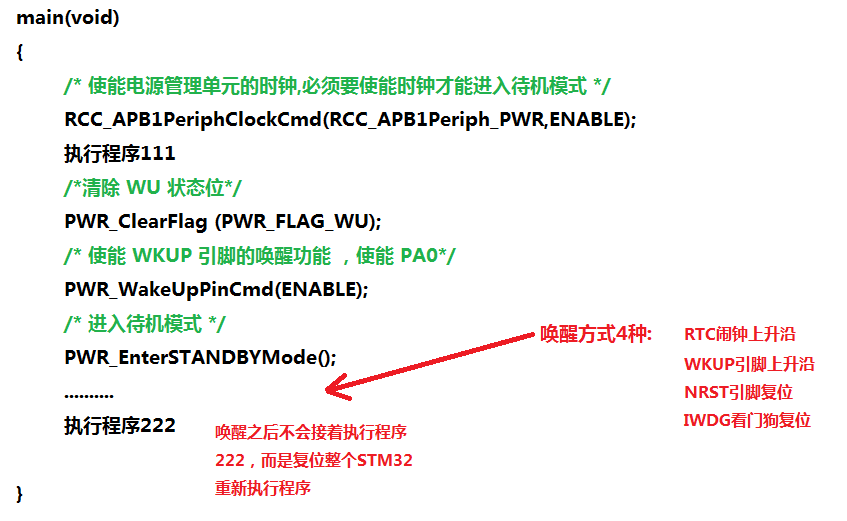 main(void)
{
/* 使能电源管理单元的时钟,必须要使能时钟才能进入待机模式 */
RCC_APB1PeriphClockCmd(RCC_APB1Periph_PWR,ENABLE);
执行程序111
/*清除 WU 状态位*/
PWR_ClearFlag (PWR_FLAG_WU);
/* 使能 WKUP 引脚的唤醒功能 ，使能 PA0*/
PWR_WakeUpPinCmd(ENABLE);
/* 进入待机模式 */
PWR_EnterSTANDBYMode();
..........
执行程序222
}
唤醒方式4种:
RTC闹钟上升沿
WKUP引脚上升沿
NRST引脚复位
IWDG看门狗复位
唤醒之后不会接着执行程序
222，而是复位整个STM32
重新执行程序